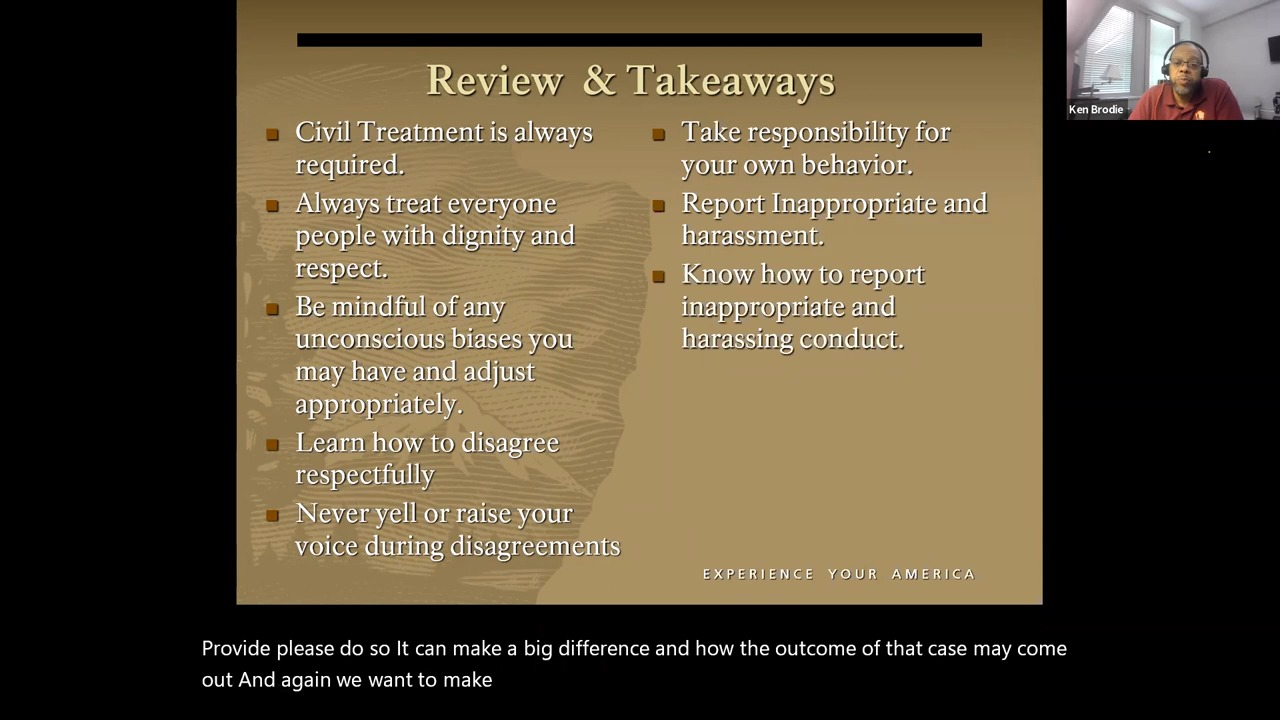 Review & Takeaways
Civil Treatment is always
required.
Always treat everyone
people with dignity and
respect.
Be mindful of any
unconscious biases you
may have and adjust
appropriately.
Learn how to disagree
respectfully
Never yell or raise your
voice during disagreements
Take responsibility for
your own behavior.
Report Inappropriate and
harassment.
Know how to report
inappropriate and
harassing conduct.
EXPERIENCE YOUR AMERICA
Ken Brodie
Provide please do so It can make a big difference and how the outcome of that case may come
out And again we want to make